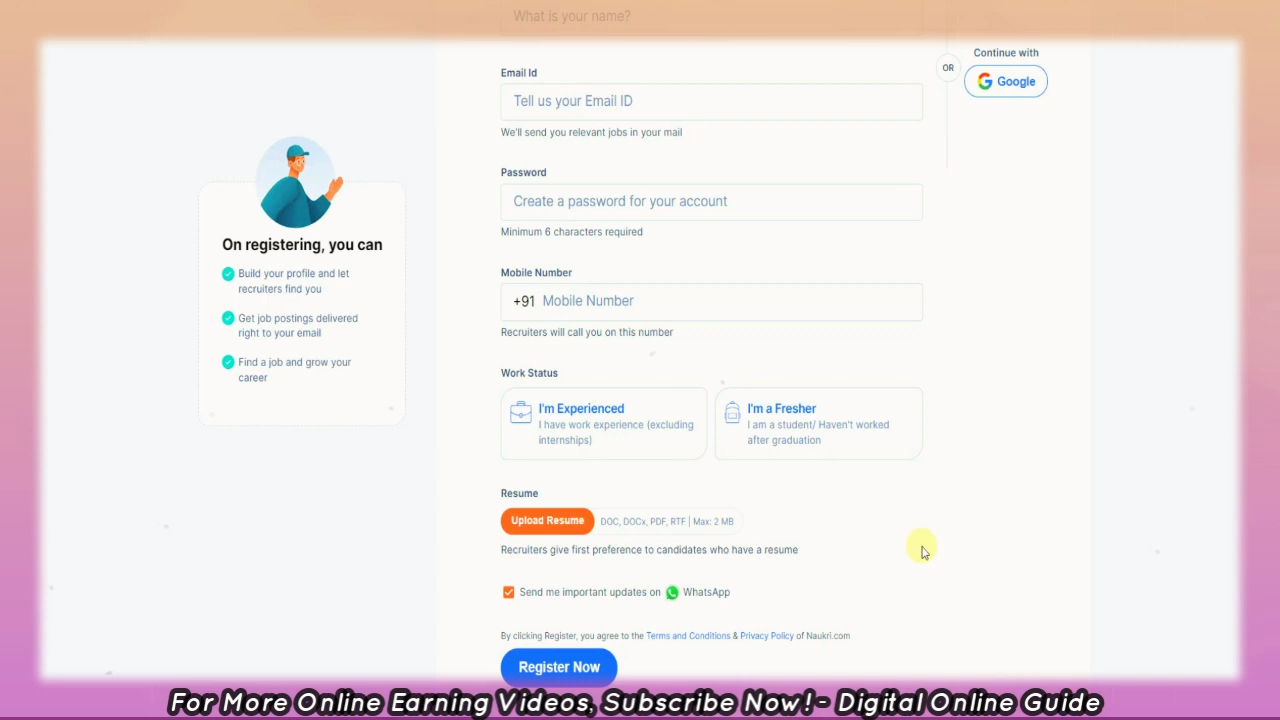 What is your name?
Continue with
OR
Google
Email Id
Tell us your Email ID
We'll send you relevant jobs in your mail
Password
Create a password for your account
Minimum 6 characters required
On registering, you can
Build your profile and let
recruiters find you
Get job postings delivered
right to your email
Find a job and grow your
career
Mobile Number
+91 Mobile Number
Recruiters will call you on this number
Work Status
I'm Experienced
I have work experience (excluding
internships)
I'm a Fresher
I am a student/ Haven't worked
after graduation
Resume
Upload Resume DOC, DOCx, PDF, RTF | Max: 2 MB
Recruiters give first preference to candidates who have a resume
Send me important updates on WhatsApp
By clicking Register, you agree to the Terms and Conditions & Privacy Policy of Naukri.com
Register Now
For More Online Earning Videos, Subscribe Now! - Digital Online Guide